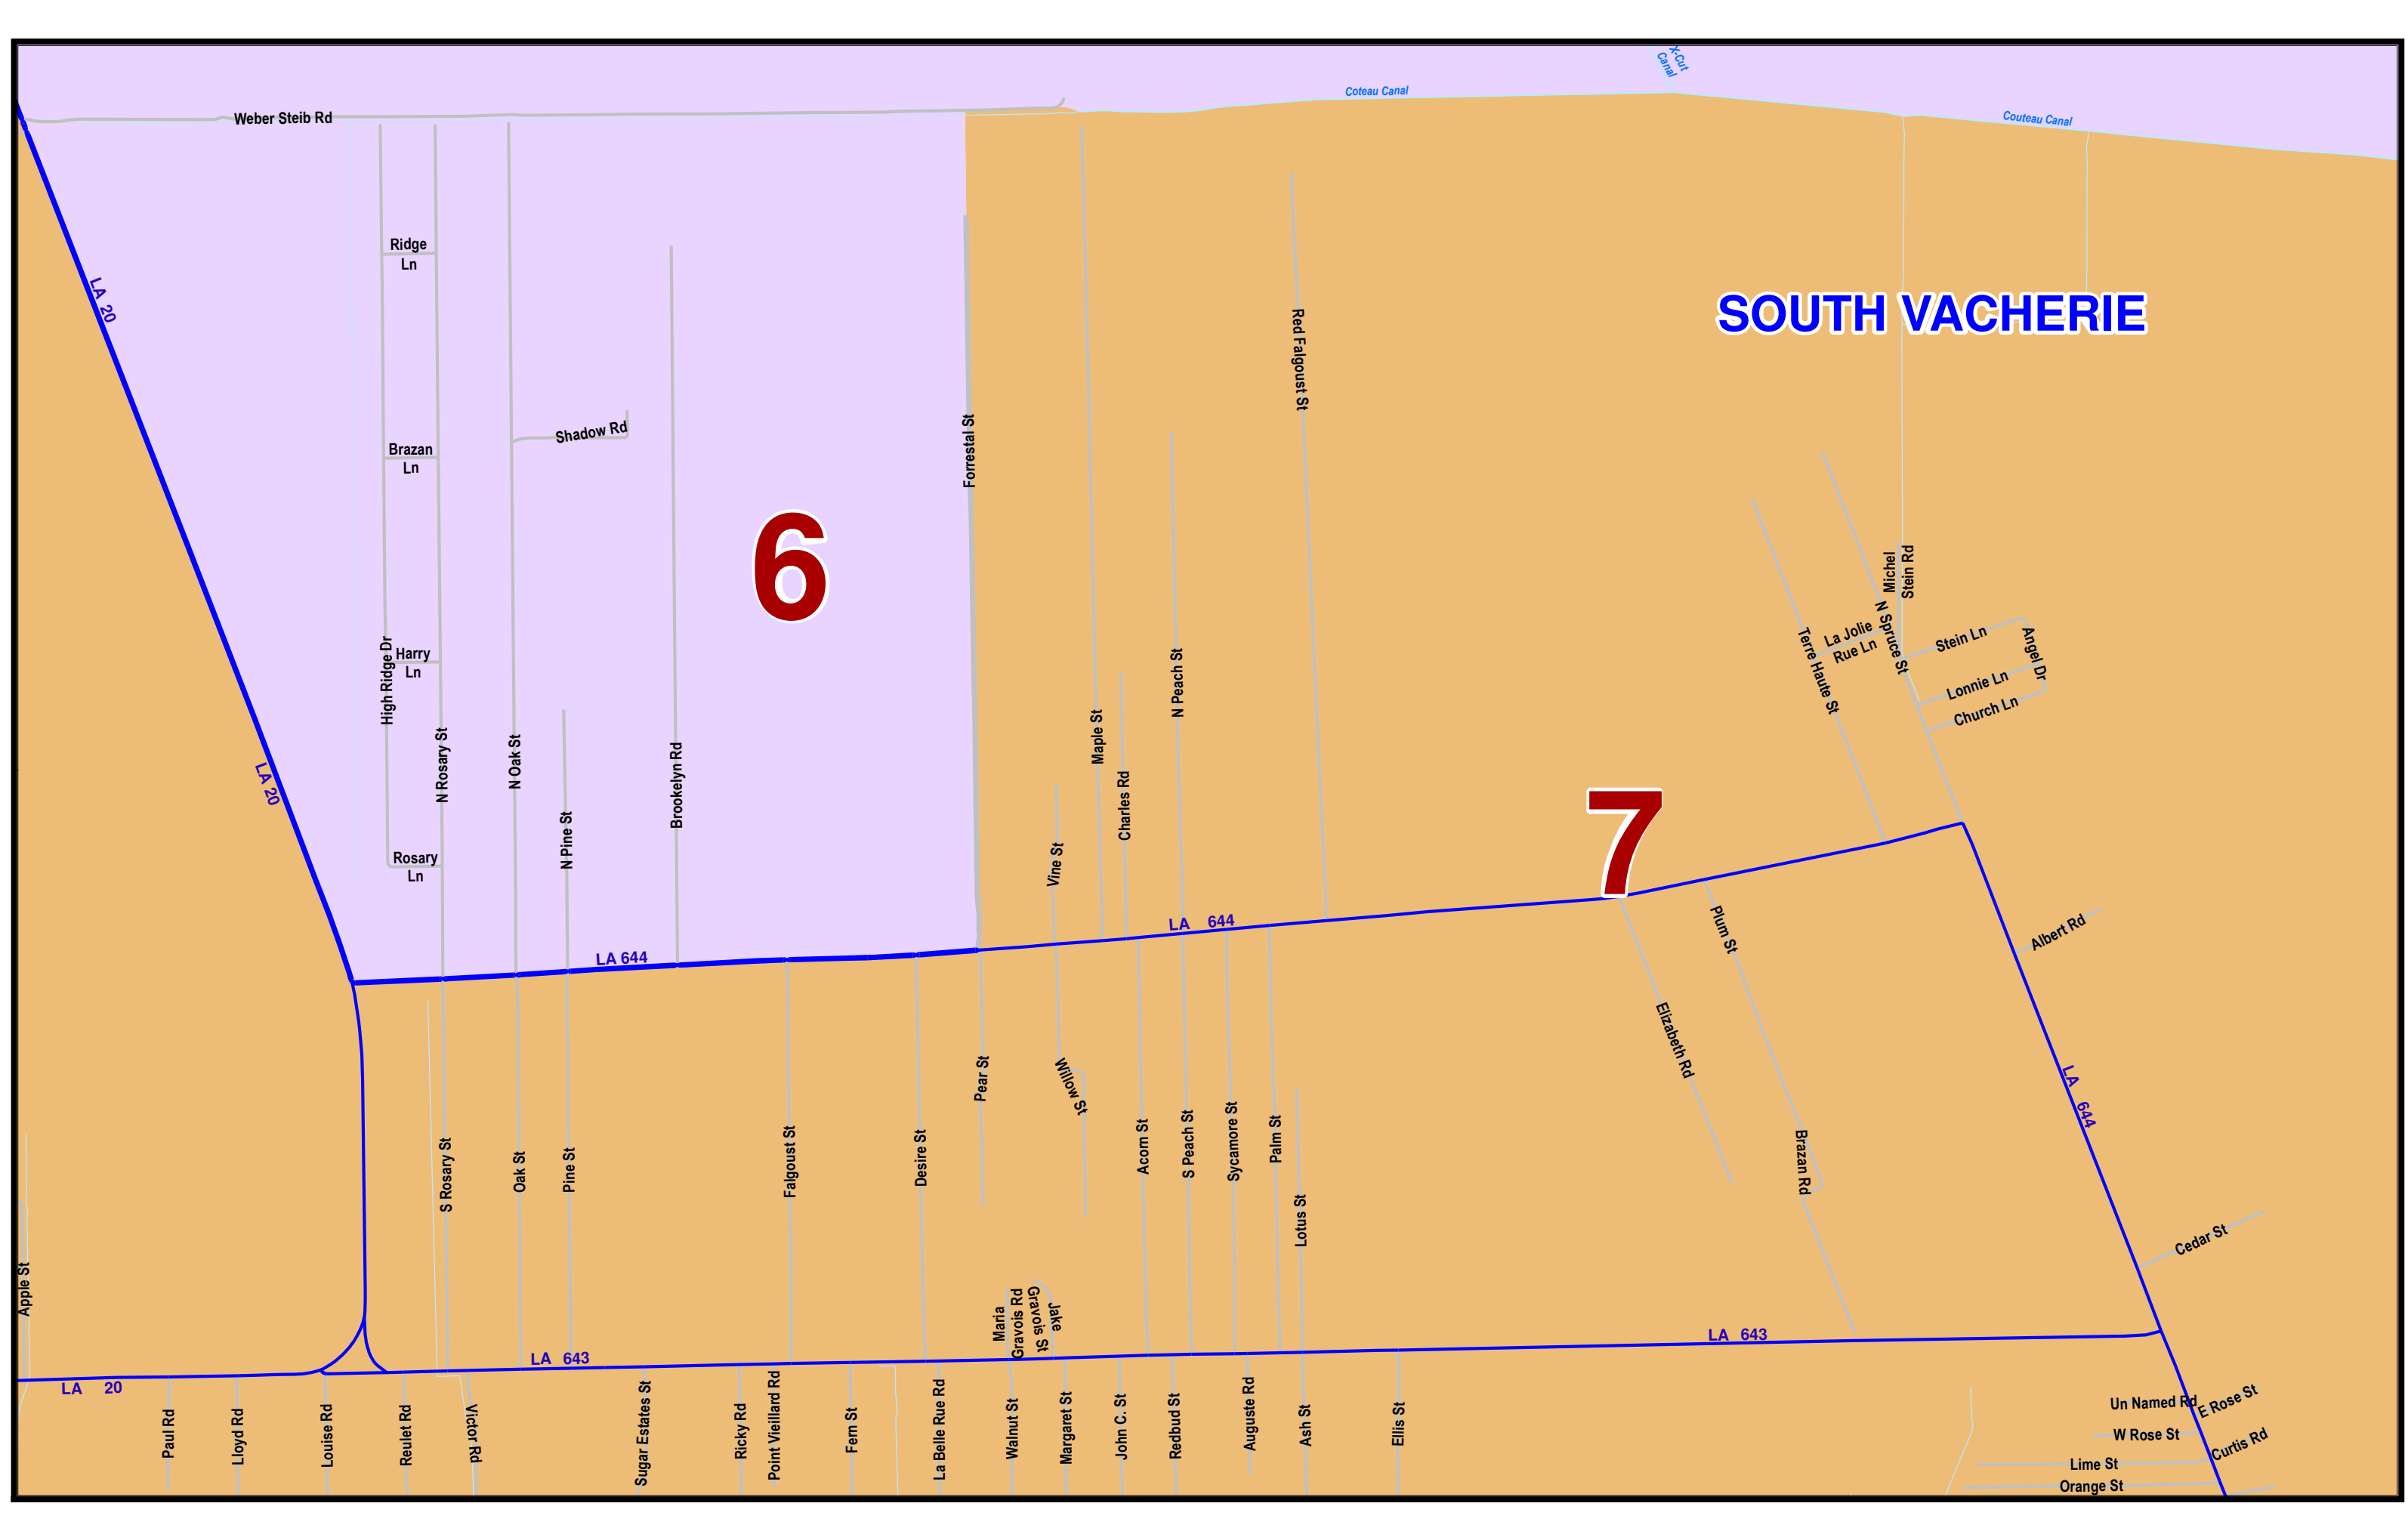 X-Cut
Canal
Coteau Canal
Couteau Canal
Weber Steib Rd
Ridge
Ln
LA 20
SOUTH VACHERIE
Red Falgoust St
Shadow Rd
Forrestal St
Brazan
Ln
6
Michel
Stein Rd
La Jolie
Rue Ln
N Spruce St
Stein Ln
Angel Dr
Terre Haute St
Lonnie Ln
Church Ln
Harry
Ln
High Ridge Dr
N Rosary St
N Oak St
N Pine St
Brookelyn Rd
Maple St
Charles Rd
N Peach St
LA 20
Vine St
7
Rosary
Ln
LA 644
LA 644
Plum St
Albert Rd
Elizabeth Rd
LA 644
Pear St
Willow St
S Rosary St
Oak St
Pine St
Falgoust St
Desire St
Acorn St
S Peach St
Sycamore St
Palm St
Lotus St
Brazan Rd
Cedar St
Apple St
Maria
Gravois Rd
Jake
Gravois St
LA 643
LA 643
LA 20
Paul Rd
Lloyd Rd
Louise Rd
Reulet Rd
Victor Rd
Sugar Estates St
Ricky Rd
Point Vieillard Rd
Fern St
La Belle Rue Rd
Walnut St
Margaret St
John C. St
Redbud St
Auguste Rd
Ash St
Ellis St
Un Named Rd
E Rose St
W Rose St
Curtis Rd
Lime St
Orange St